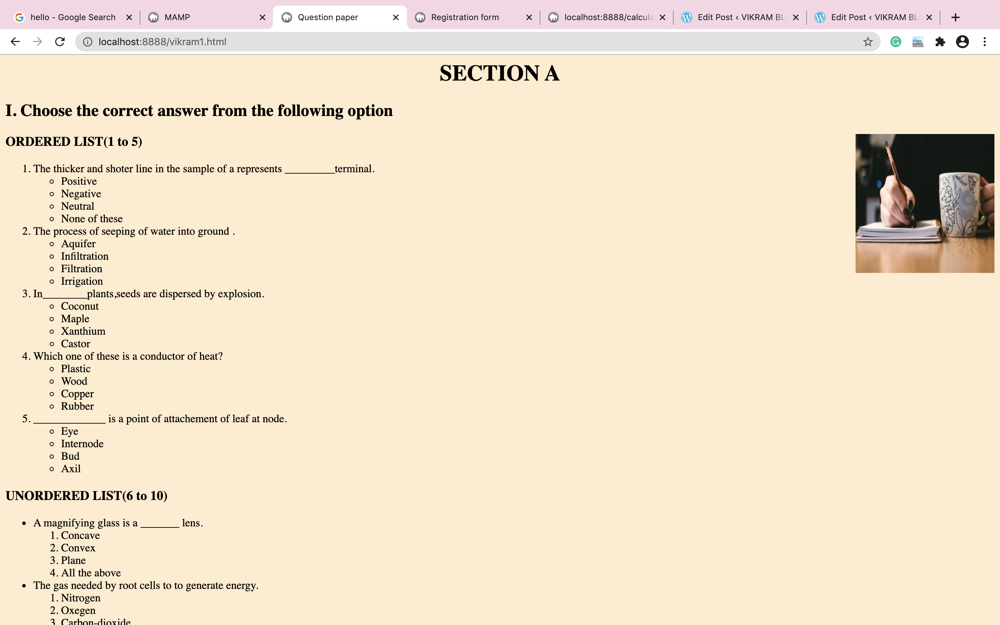 hello - Google Search
MAMP
Question paper
Registration form
localhost:8888/calcula
Edit Post ‹ VIKRAM BL
Edit Post ‹ VIKRAM BL
localhost:8888/vikram1.html
SECTION A
I. Choose the correct answer from the following option
ORDERED LIST(1 to 5)
1. The thicker and shoter line in the sample of a represents _________terminal.
Positive
Negative
Neutral
None of these
2. The process of seeping of water into ground .
Aquifer
Infiltration
Filtration
Irrigation
3. In________plants,seeds are dispersed by explosion.
Coconut
Maple
Xanthium
Castor
4. Which one of these is a conductor of heat?
Plastic
Wood
Copper
Rubber
5. _____________ is a point of attachement of leaf at node.
Eye
Internode
Bud
Axil
BE
Happy
UNORDERED LIST(6 to 10)
A magnifying glass is a _______ lens.
1. Concave
2. Convex
3. Plane
4. All the above
The gas needed by root cells to to generate energy.
1. Nitrogen
2. Oxegen
3. Carbon-dioxide